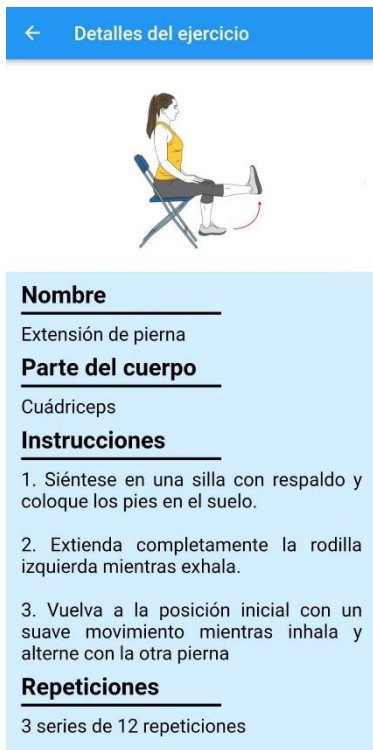 Detalles del ejercicio
Nombre
Extensión de pierna
Parte del cuerpo
Cuádriceps
Instrucciones
1. Siéntese en una silla con respaldo y
coloque los pies en el suelo.
2. Extienda completamente la rodilla
izquierda mientras exhala.
3. Vuelva a la posición inicial con un
suave movimiento mientras inhala y
alterne con la otra pierna
Repeticiones
3 series de 12 repeticiones